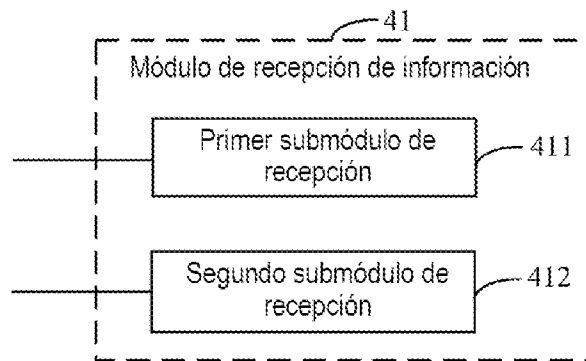 41
Módulo de recepción de información
Primer submódulo de
recepción
411
Segundo submódulo de
recepción
412